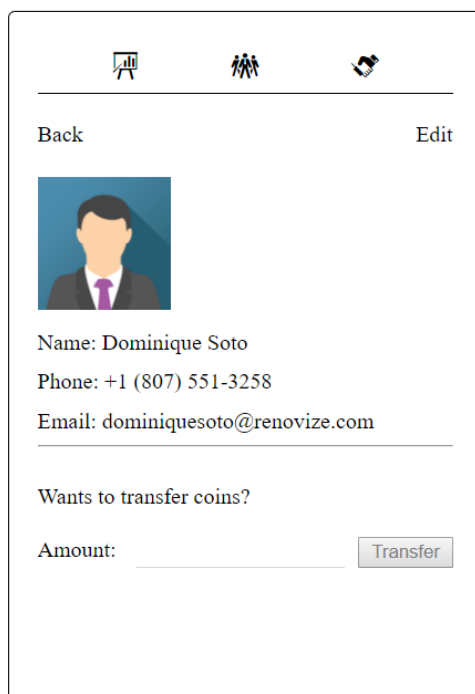 Back Edit
Name: Dominique Soto
Phone: +1 (807) 551-3258
Email: dominiquesoto@renovize.com
Wants to transfer coins?
Amount: Transfer